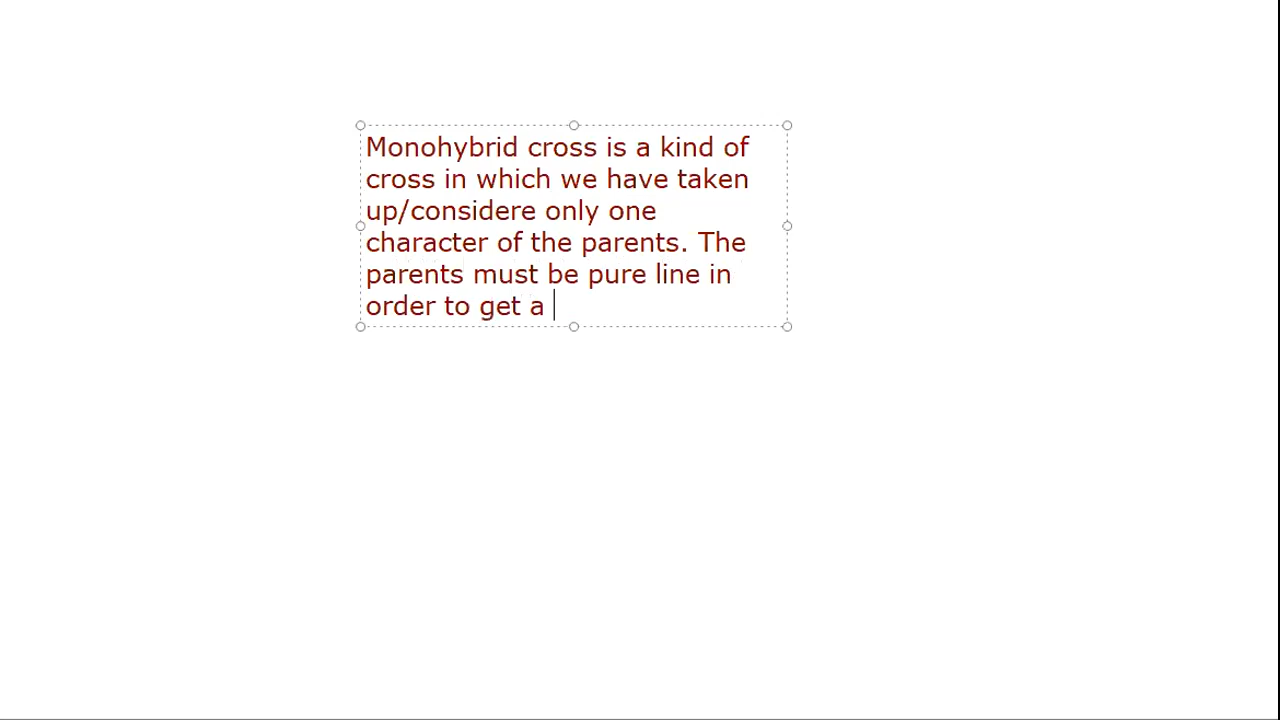 Monohybrid cross is a kind of
cross in which we have taken
up/considere only one
character of the parents. The
parents must be pure line in
order to get a